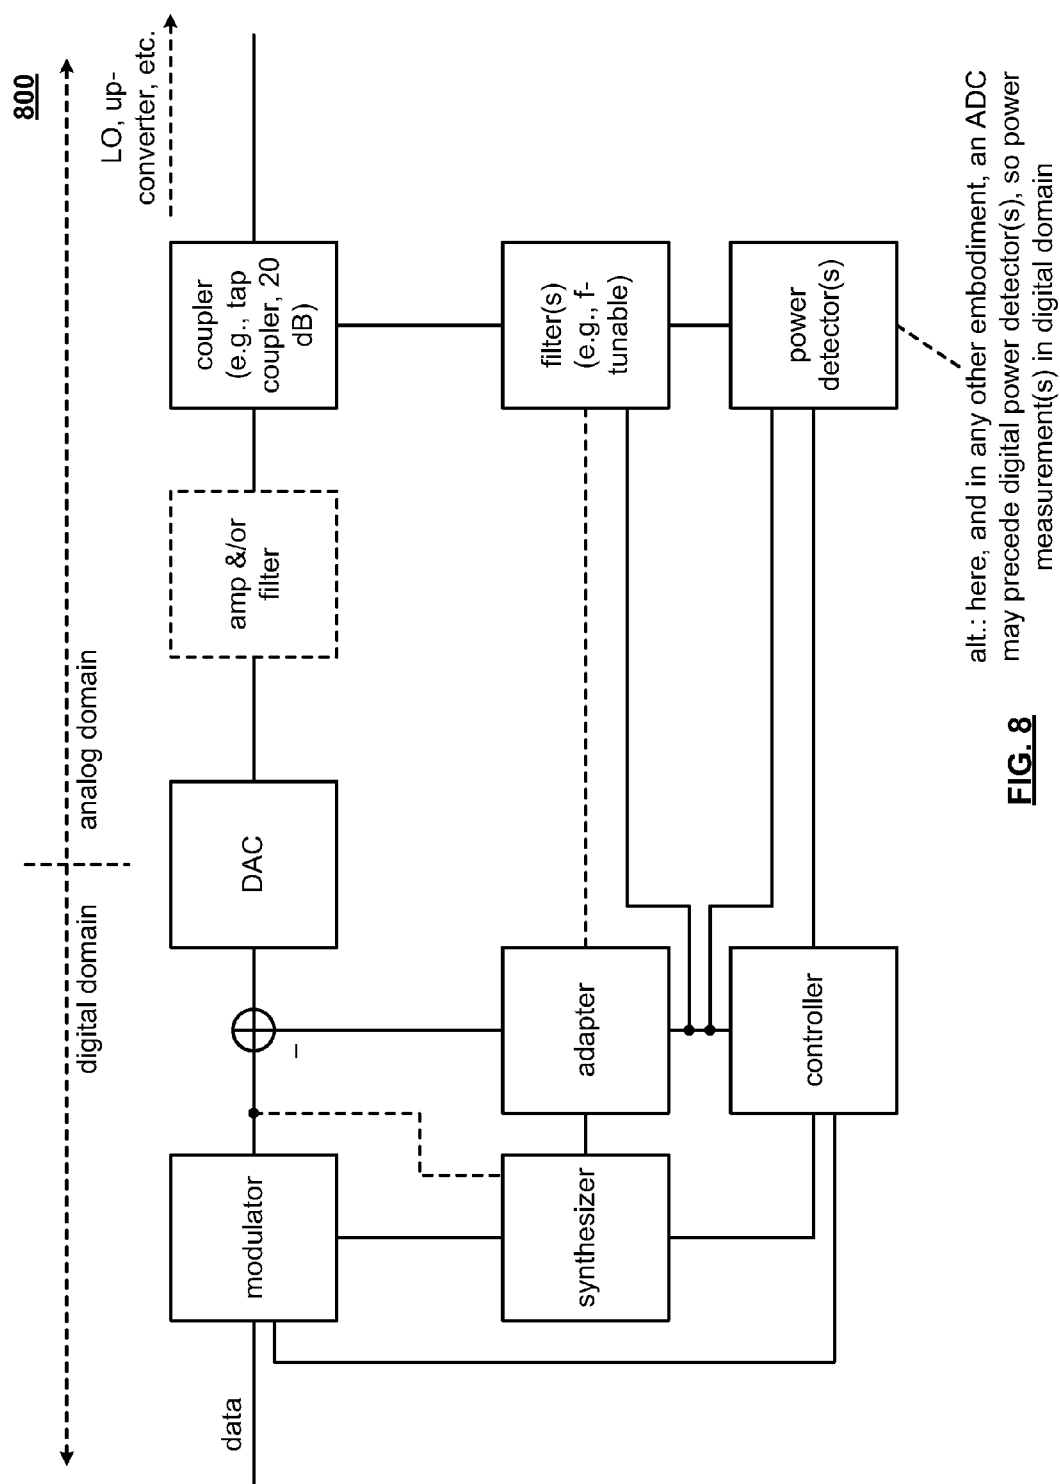 800
digital domain
analog domain
LO, up-
converter, etc.
data
modulator
DAC
amp &/or
filter
coupler
(e.g., tap
coupler, 20
dB)
–
synthesizer
adapter
filter(s)
(e.g., f-
tunable)
controller
power
detector(s)
alt.: here, and in any other embodiment, an ADC
may precede digital power detector(s), so power
measurement(s) in digital domain
FIG. 8